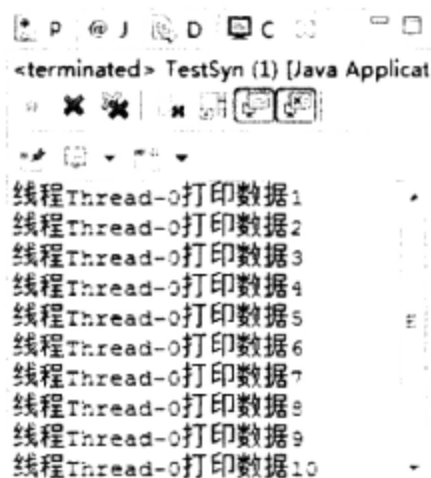 P @ J D C
<terminated> TestSyn (1) [Java Applicat
线程Thread-0打印数据1
线程Thread-0打印数据2
线程Thread-0打印数据3
线程Thread-0打印数据4
线程Thread-0打印数据5
线程Thread-0打印数据6
线程Thread-0打印数据7
线程Thread-0打印数据8
线程Thread-0打印数据9
线程Thread-0打印数据10